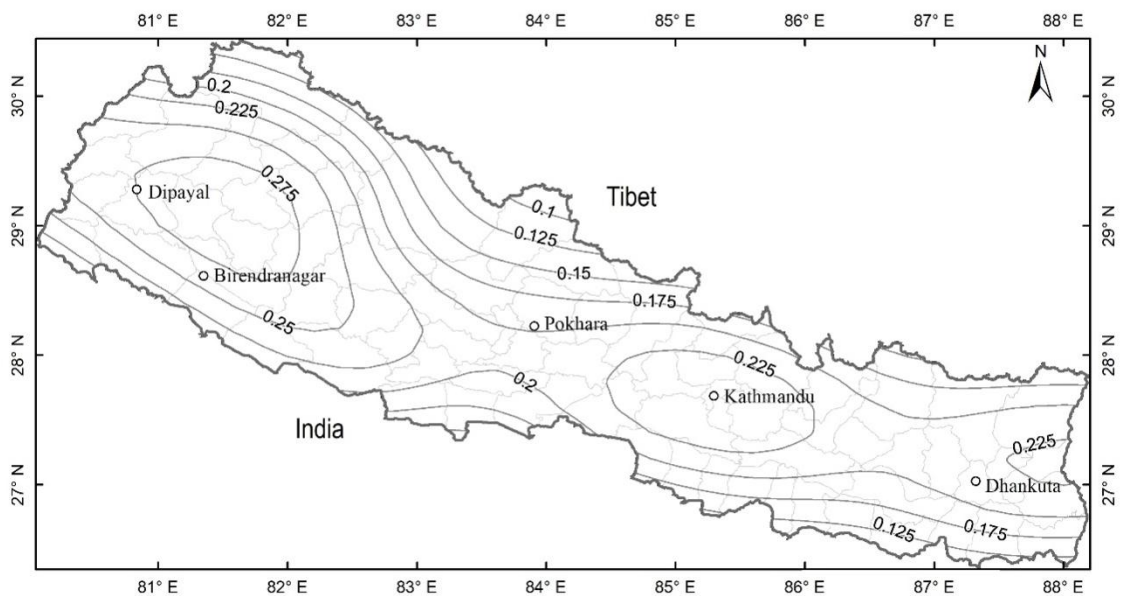 81° E 82° E 83° E 84° E 85° E 86° E 87° E 88° E
N
30° N
30° N
0.2
0.225
Tibet
0.275
Dipayal
0.1
29° N
29° N
0.125
Birendranagar
0.15
0.175
0.25
Pokhara
28° N
28° N
0.225
0.2
Kathmandu
India
0.225
27° N
27° N
Dhankuta
0.175
0.125
81° E 82° E 83° E 84° E 85° E 86° E 87° E 88° E